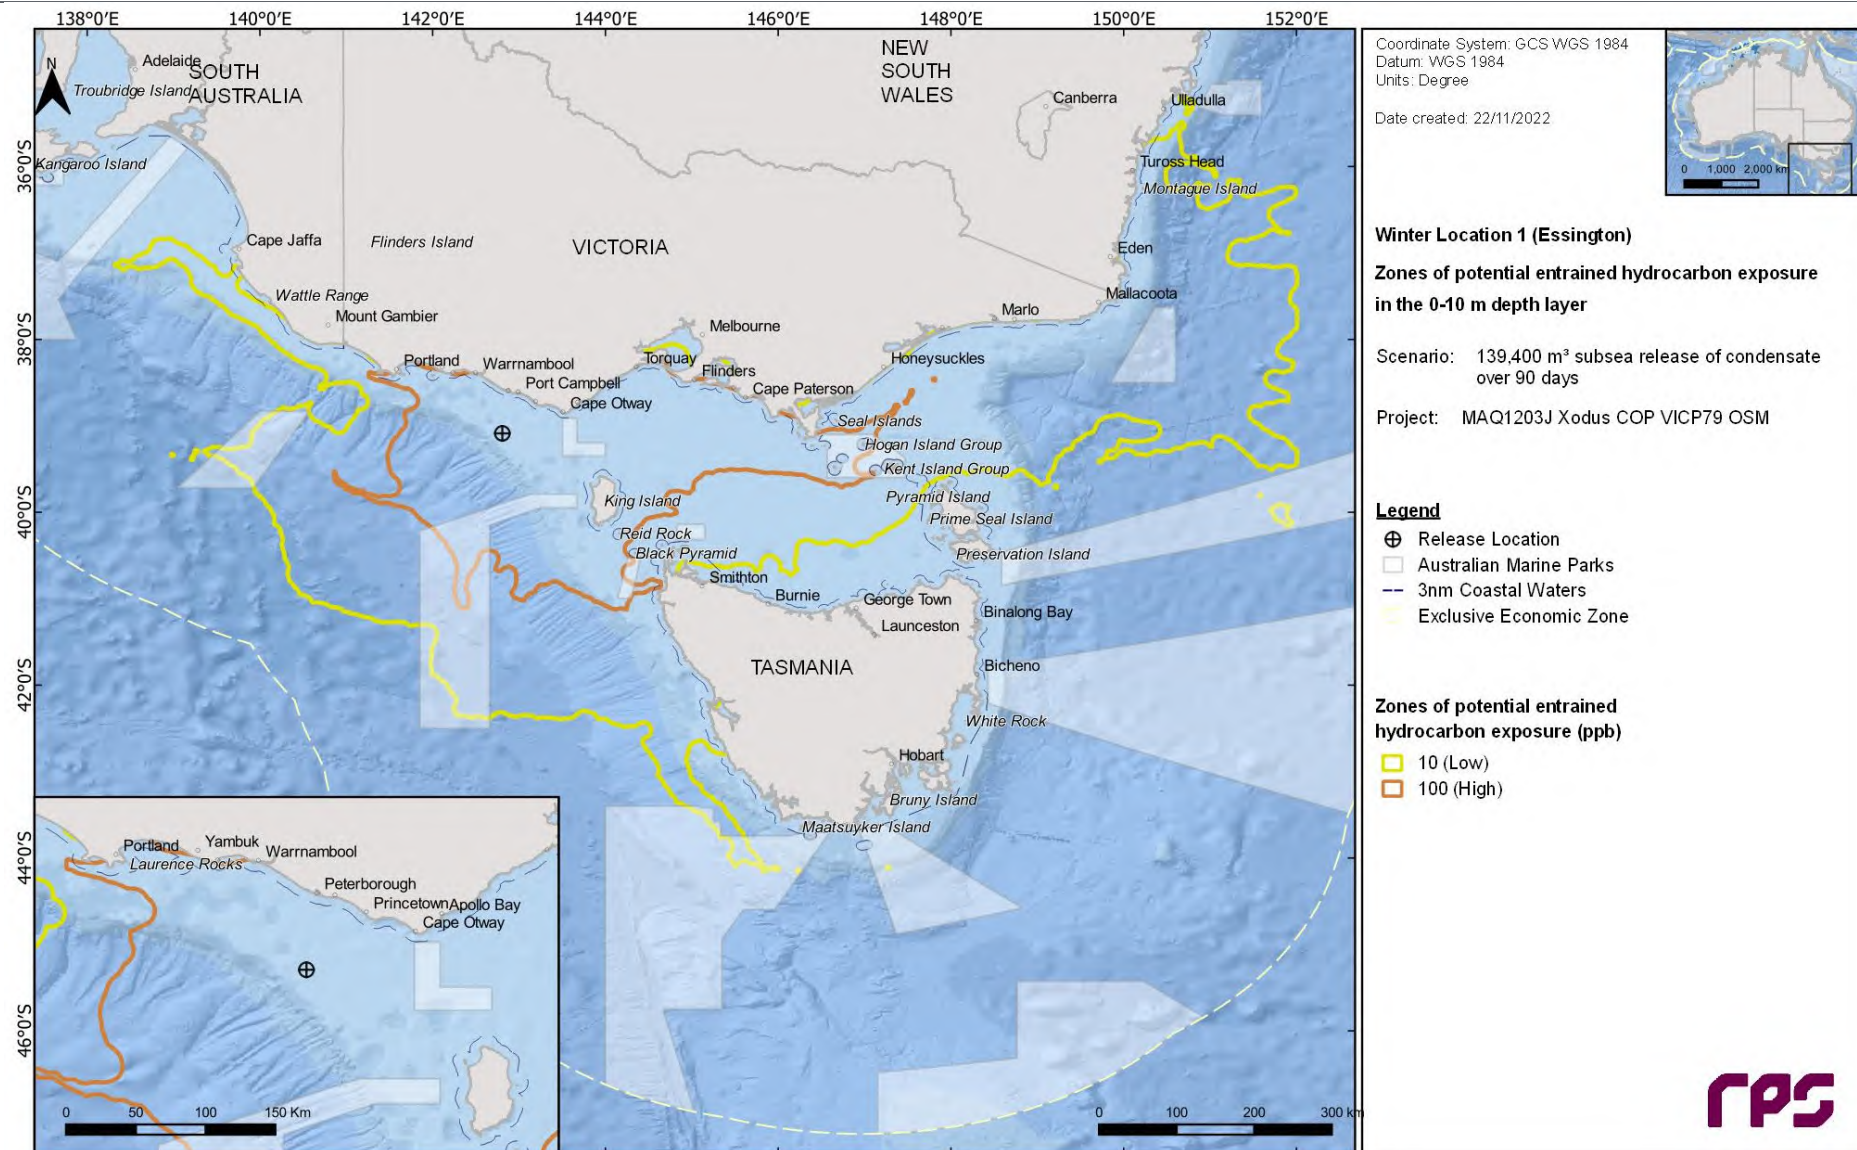 138°0'E 140°0'E 142°0'E 144°0'E 146°0'E 148°0'E 150°0'E 152°0'E
36°0'S
38°0'S
40°0'S
42°0'S
44°0'S
46°0'S
N
Adelaide
SOUTH
AUSTRALIA
Troubridge Island
Kangaroo Island
NEW
SOUTH
WALES
Canberra
Ulladulla
Tuross Head
Montague Island
Cape Jaffa
Flinders Island
VICTORIA
Eden
Wattle Range
Mount Gambier
Mallacoota
Marlo
Melbourne
Portland
Warrnambool
Torquay
Flinders
Honeysuckles
Port Campbell
Cape Otway
Cape Paterson
Seal Islands
Hogan Island Group
Kent Island Group
King Island
Pyramid Island
Prime Seal Island
Reid Rock
Black Pyramid
Preservation Island
Smithton
Burnie
George Town
Binalong Bay
Launceston
TASMANIA
Bicheno
White Rock
Hobart
Bruny Island
Maatsuyker Island
Portland
Yambuk
Warrnambool
Laurence Rocks
Peterborough
Princetown
Apollo Bay
Cape Otway
0 50 100 150 Km
0 100 200 300 km
Coordinate System: GCS WGS 1984
Datum: WGS 1984
Units: Degree
Date created: 22/11/2022
0 1,000 2,000 km
Winter Location 1 (Essington)
Zones of potential entrained hydrocarbon exposure
in the 0-10 m depth layer
Scenario: 139,400 m³ subsea release of condensate
over 90 days
Project: MAQ1203J Xodus COP VICP79 OSM
Legend
Release Location
Australian Marine Parks
3nm Coastal Waters
Exclusive Economic Zone
Zones of potential entrained
hydrocarbon exposure (ppb)
10 (Low)
100 (High)
rps